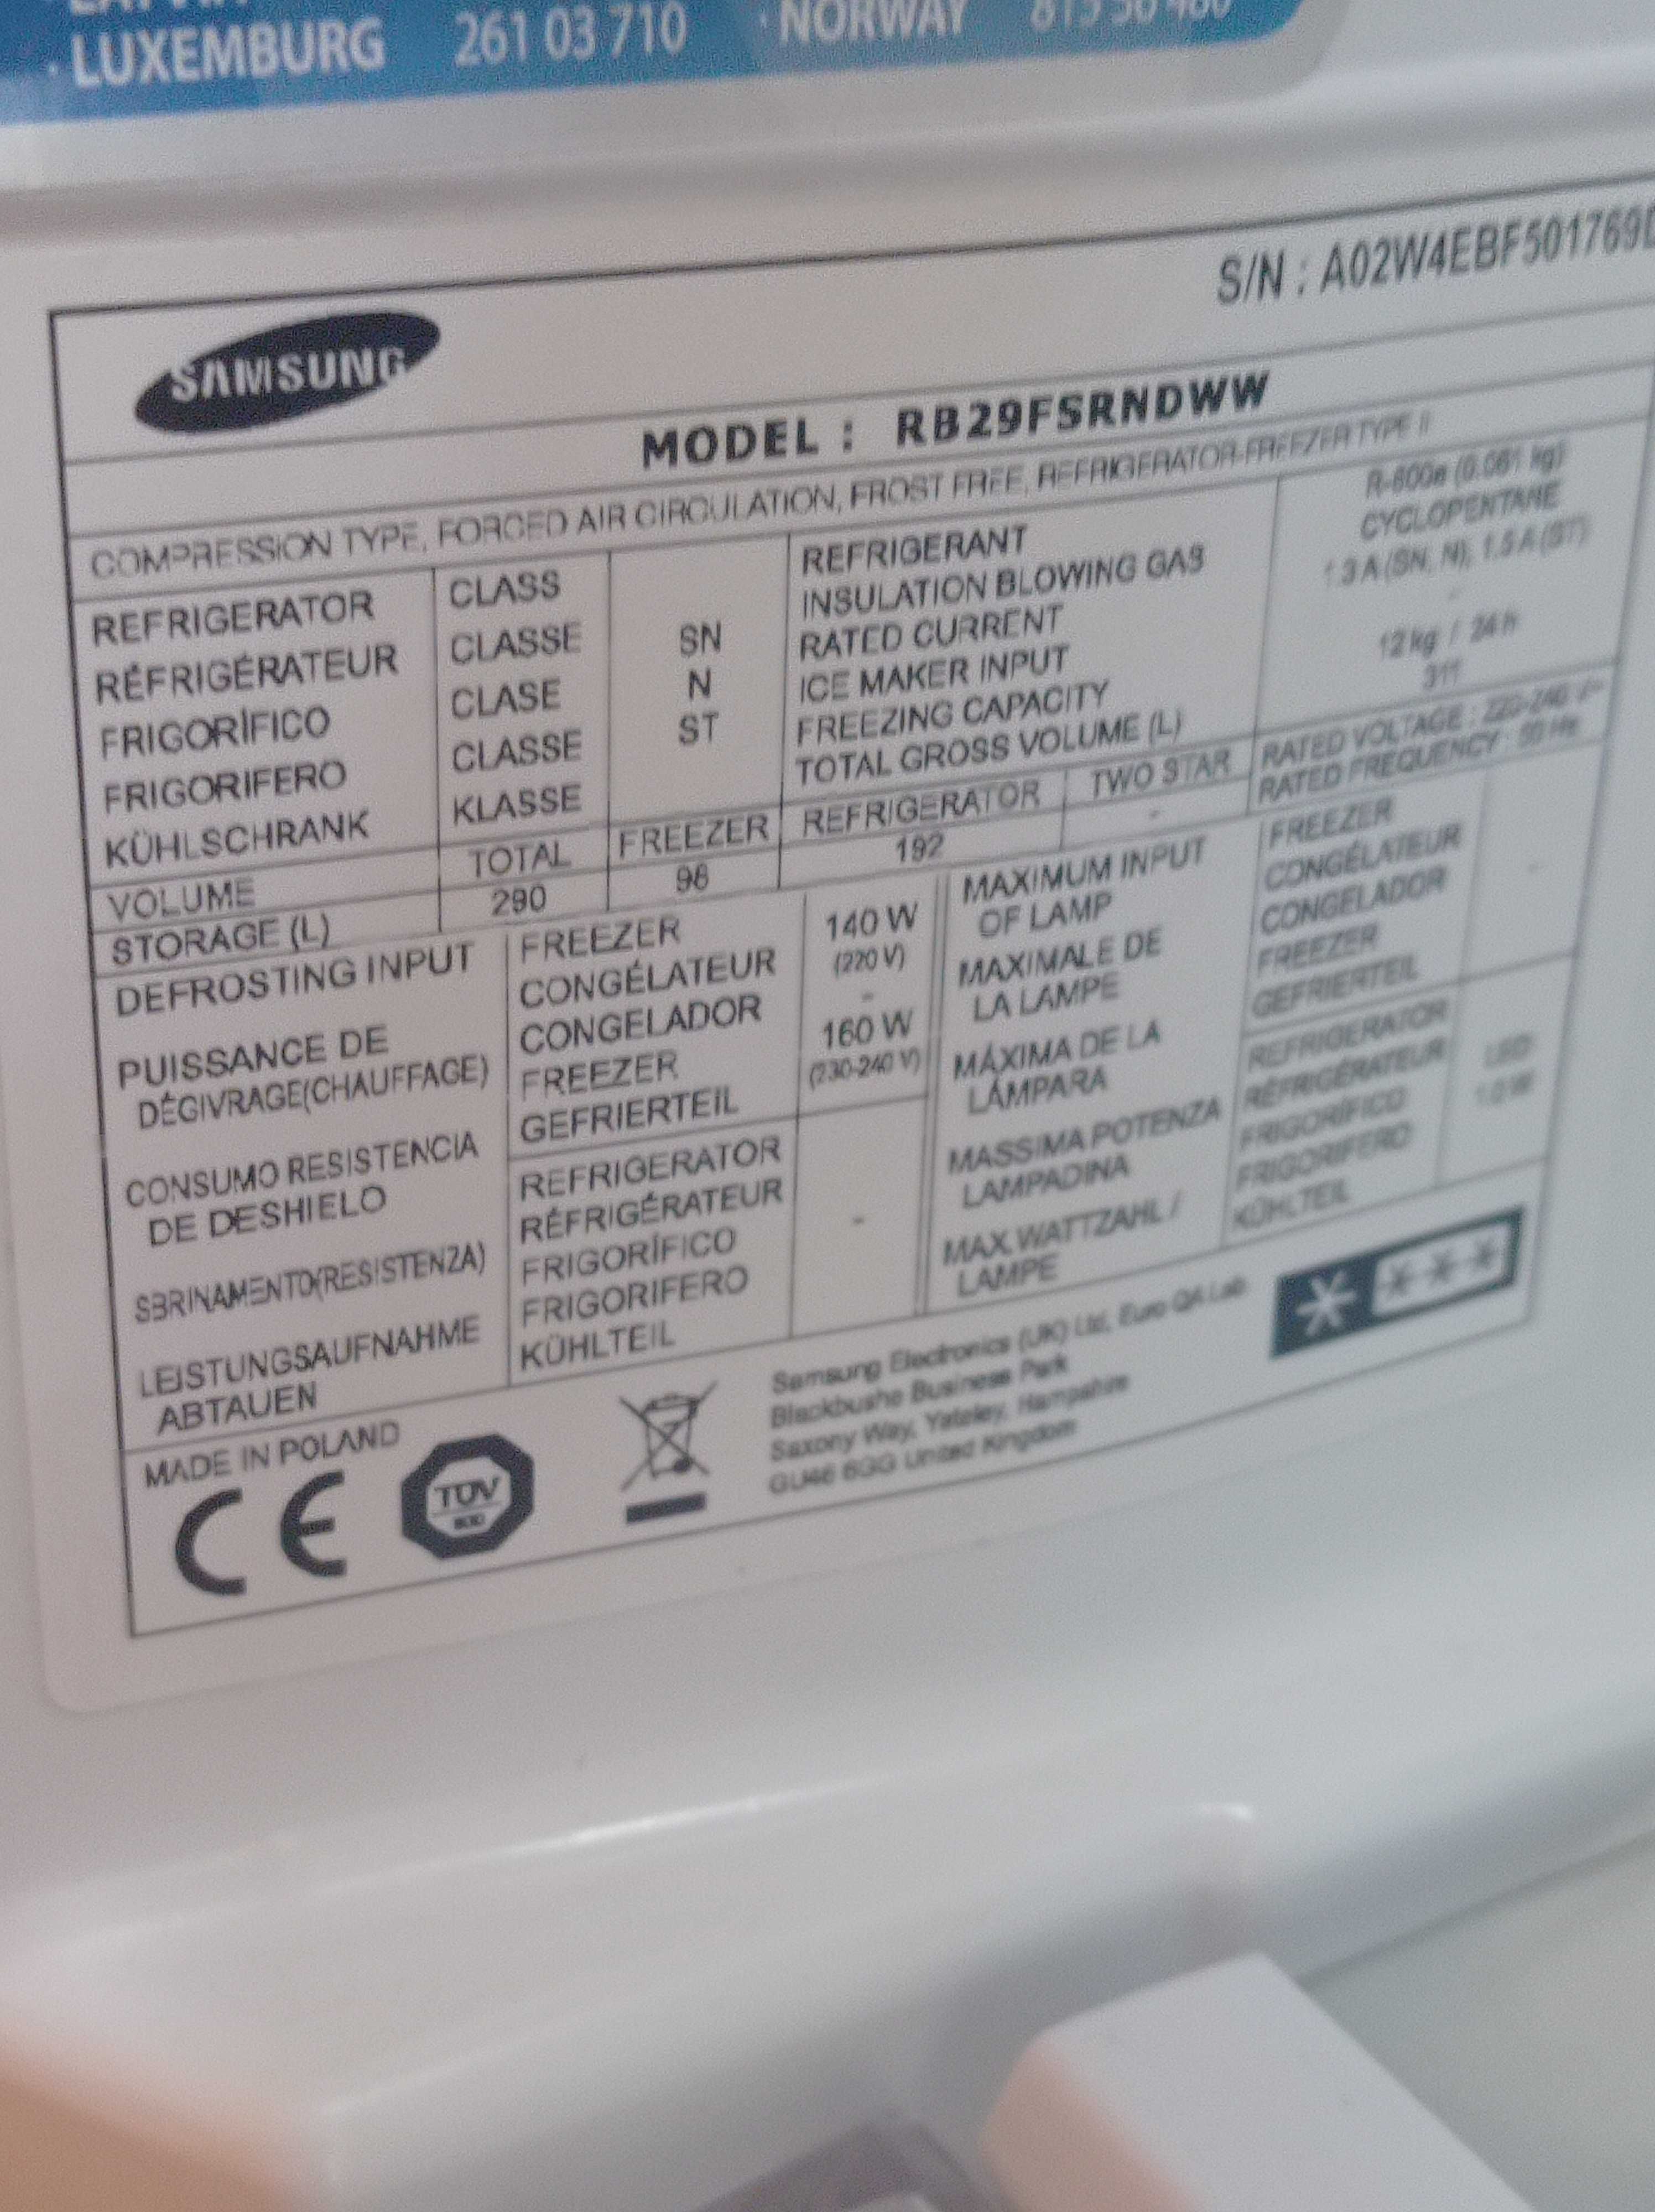 LUXEMBURG 261 03 710 · NORWAY
S/N : A02W4EBF501769
SAMSUNG
MODEL : RB29FSRNDWW
COMPRESSION TYPE, FORCED AIR CIRCULATION, FROST FREE, REFRIGERATOR-FREEZER TYPE II
REFRIGERATOR CLASS
RÉFRIGÉRATEUR CLASSE SN
FRIGORÍFICO CLASE N
FRIGORIFERO CLASSE ST
KÜHLSCHRANK KLASSE
REFRIGERANT R-600a (0.061 kg)
INSULATION BLOWING GAS CYCLOPENTANE
RATED CURRENT 1.3 A (SN, N), 1.5 A (ST)
ICE MAKER INPUT -
FREEZING CAPACITY 12 kg / 24 h
TOTAL GROSS VOLUME (L) 311
VOLUME TOTAL FREEZER REFRIGERATOR TWO STAR RATED VOLTAGE : 220-240 V~
STORAGE (L) 290 98 192 - RATED FREQUENCY : 50 Hz
DEFROSTING INPUT
PUISSANCE DE
DÉGIVRAGE(CHAUFFAGE)
CONSUMO RESISTENCIA
DE DESHIELO
SBRINAMENTO(RESISTENZA)
LEISTUNGSAUFNAHME
ABTAUEN
FREEZER
CONGÉLATEUR
CONGELADOR
FREEZER
GEFRIERTEIL
140 W
(220 V)
-
160 W
(230-240 V)
REFRIGERATOR
RÉFRIGÉRATEUR
FRIGORÍFICO
FRIGORIFERO
KÜHLTEIL
-
MAXIMUM INPUT
OF LAMP
MAXIMALE DE
LA LAMPE
MÁXIMA DE LA
LÁMPARA
MASSIMA POTENZA
LAMPADINA
MAX.WATTZAHL /
LAMPE
FREEZER
CONGÉLATEUR
CONGELADOR
FREEZER
GEFRIERTEIL
-
REFRIGERATOR
RÉFRIGÉRATEUR
FRIGORÍFICO
FRIGORIFERO
KÜHLTEIL
LED
MADE IN POLAND
CE
TÜV
Samsung Electronics (UK) Ltd, Euro QA Lab.
Blackbushe Business Park
Saxony Way, Yateley, Hampshire
GU46 6GG United Kingdom